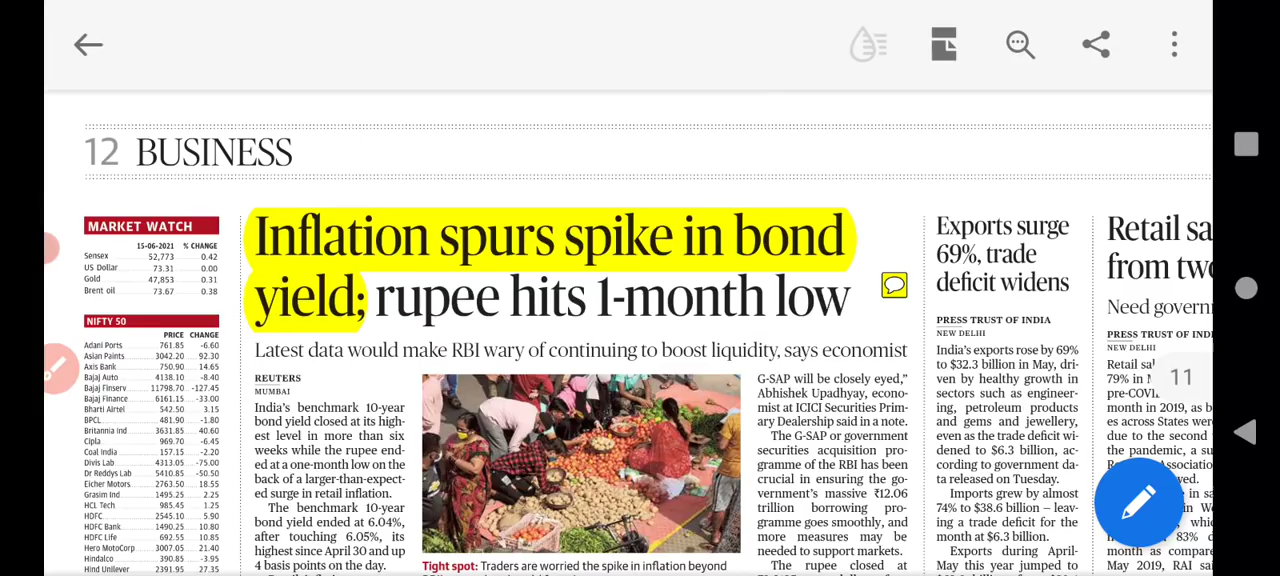 12 BUSINESS
MARKET WATCH
15-06-2021 % CHANGE
Sensex 52,773 0.42
US Dollar 73.31 0.00
Gold 47,853 0.31
Brent oil 73.67 0.38
NIFTY 50
PRICE CHANGE
Adani Ports 761.85 -6.60
Asian Paints 3042.20 92.30
Axis Bank 750.90 14.65
Bajaj Auto 4138.10 -8.40
Bajaj Finserv 11798.70 -127.45
Bajaj Finance 6161.15 -33.00
Bharti Airtel 542.50 3.15
BPCL 481.90 -1.80
Britannia Ind 3631.85 40.60
Cipla 969.70 -6.45
Coal India 157.15 -2.20
Divis Lab 4313.05 -75.00
Dr Reddys Lab 5410.85 -50.50
Eicher Motors 2763.50 18.55
Grasim Ind 1495.25 2.25
HCL Tech 985.45 1.25
HDFC 2545.10 5.90
HDFC Bank 1490.25 10.80
HDFC Life 692.55 10.85
Hero MotoCorp 3007.05 21.40
Hindalco 390.85 -3.95
Hind Unilever 2391.95 27.35
Inflation spurs spike in bond
yield; rupee hits 1-month low
Latest data would make RBI wary of continuing to boost liquidity, says economist
REUTERS
MUMBAI
India's benchmark 10-year
bond yield closed at its high-
est level in more than six
weeks while the rupee end-
ed at a one-month low on the
back of a larger-than-expect-
ed surge in retail inflation.
The benchmark 10-year
bond yield ended at 6.04%,
after touching 6.05%, its
highest since April 30 and up
4 basis points on the day.
Tight spot: Traders are worried the spike in inflation beyond
G-SAP will be closely eyed,"
Abhishek Upadhyay, econo-
mist at ICICI Securities Prim-
ary Dealership said in a note.
The G-SAP or government
securities acquisition pro-
gramme of the RBI has been
crucial in ensuring the go-
vernment's massive ₹12.06
trillion borrowing pro-
gramme goes smoothly, and
more measures may be
needed to support markets.
The rupee closed at
Exports surge
69%, trade
deficit widens
PRESS TRUST OF INDIA
NEW DELHI
India's exports rose by 69%
to $32.3 billion in May, dri-
ven by healthy growth in
sectors such as engineer-
ing, petroleum products
and gems and jewellery,
even as the trade deficit wi-
dened to $6.3 billion, ac-
cording to government da-
ta released on Tuesday.
Imports grew by almost
74% to $38.6 billion — leav-
ing a trade deficit for the
month at $6.3 billion.
Exports during April-
May this year jumped to
Retail sa
from tw
Need governm
PRESS TRUST OF INDI
NEW DELHI
Retail sal
79% in M
pre-COVI
month in 2019, as b
es across States wer
due to the second
the pandemic, a su
Association
in sa
83% d
month as compare
May 2019, RAI sai
11